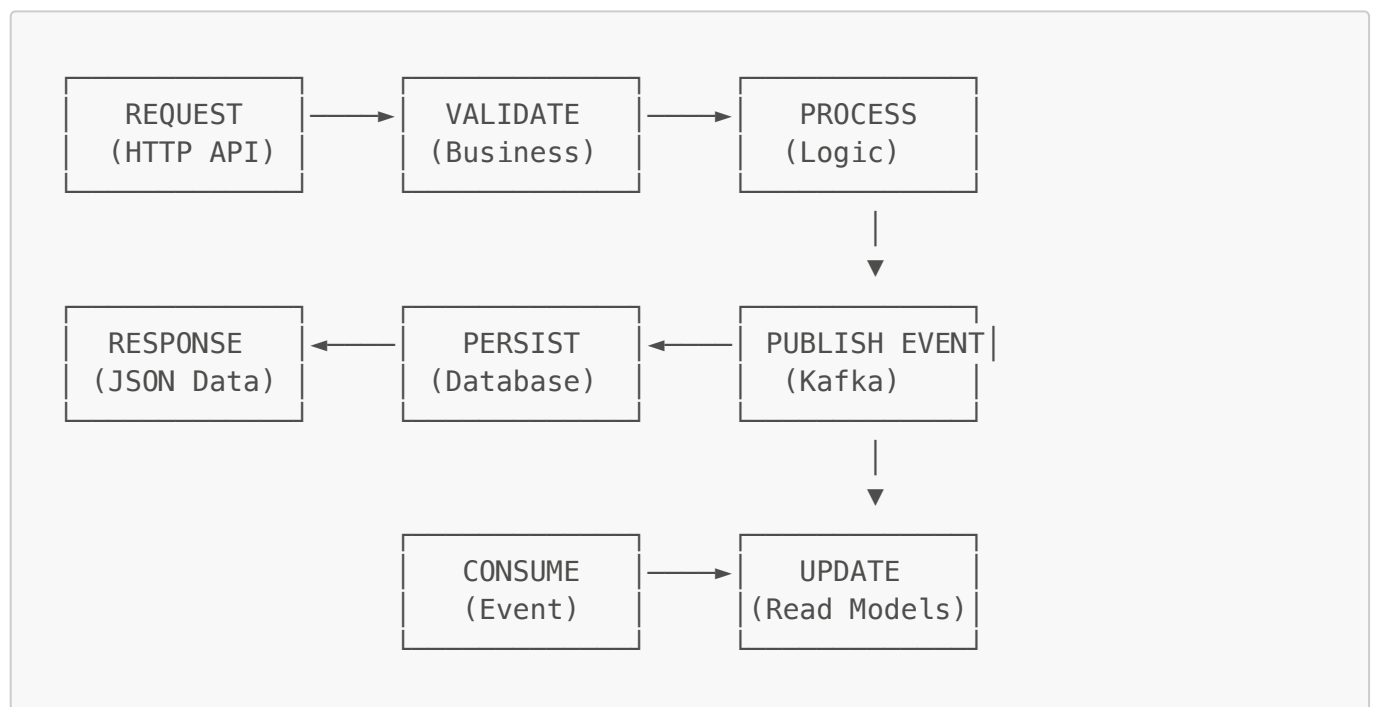 REQUEST VALIDATE PROCESS
(HTTP API) (Business) (Logic)
RESPONSE PERSIST PUBLISH EVENT
(JSON Data) (Database) (Kafka)
CONSUME UPDATE
(Event) (Read Models)